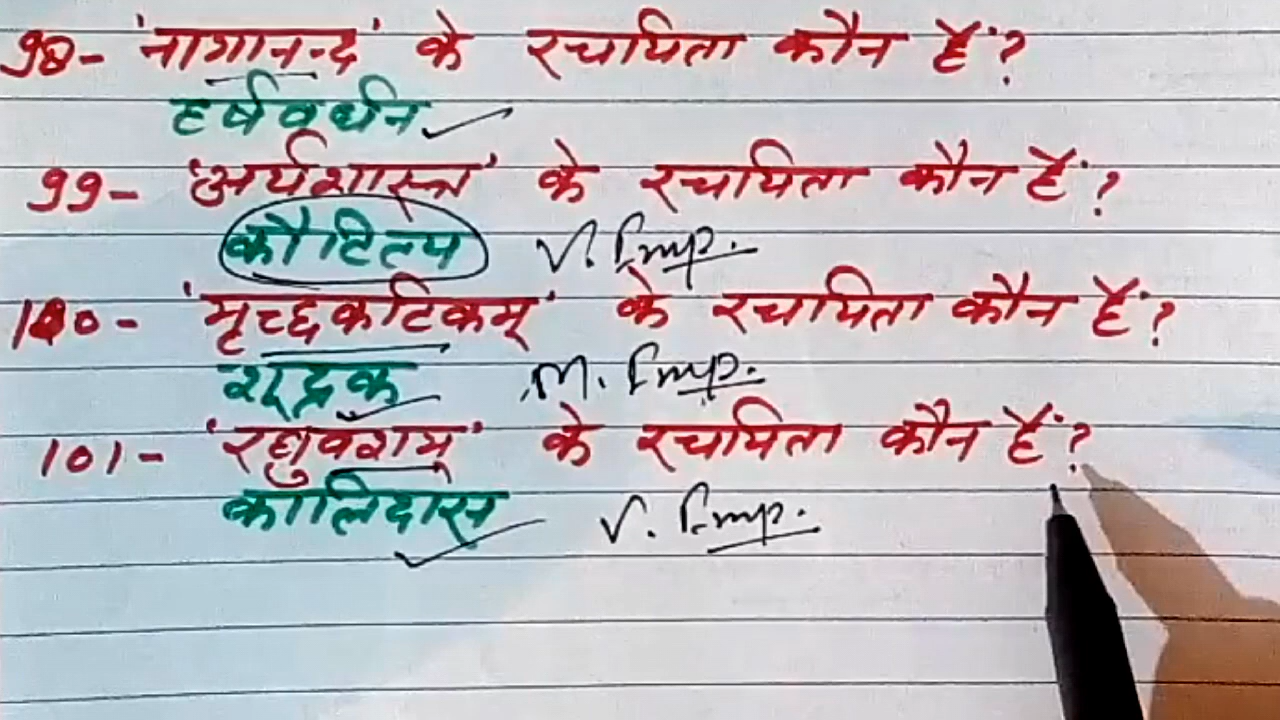 98- 'नागानन्द' के रचयिता कौन हैं?
हर्षवर्धन
99- 'अर्थशास्त्र' के रचयिता कौन हैं?
कौटिल्य V. Imp.
100- 'मृच्छकटिकम्' के रचयिता कौन हैं?
शूद्रक M. Imp.
101- 'रघुवंशम्' के रचयिता कौन हैं?
कालिदास V. Imp.